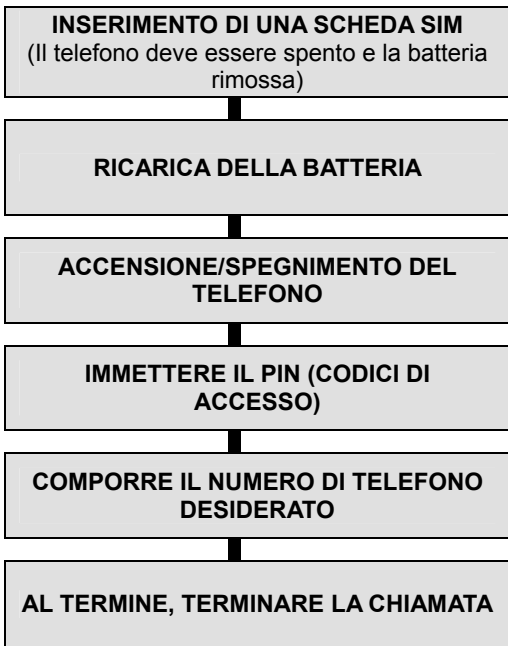 INSERIMENTO DI UNA SCHEDA SIM
(Il telefono deve essere spento e la batteria
rimossa)
RICARICA DELLA BATTERIA
ACCENSIONE/SPEGNIMENTO DEL
TELEFONO
IMMETTERE IL PIN (CODICI DI
ACCESSO)
COMPORRE IL NUMERO DI TELEFONO
DESIDERATO
AL TERMINE, TERMINARE LA CHIAMATA